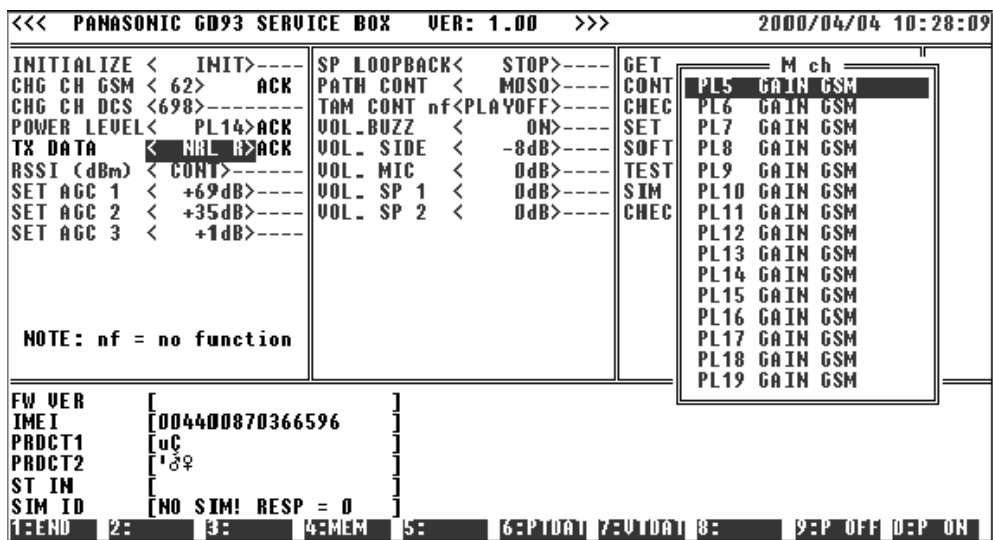 <<< PANASONIC GD93 SERVICE BOX VER: 1.00 >>> 2000/04/04 10:28:09
INITIALIZE < INIT>----
CHG CH GSM < 62> ACK
CHG CH DCS <698>---------
POWER LEVEL< PL14>ACK
TX DATA < NRL R>ACK
RSSI (dBm) < CONT>------
SET AGC 1 < +69dB>----
SET AGC 2 < +35dB>----
SET AGC 3 < +1dB>----
NOTE: nf = no function
SP LOOPBACK< STOP>----
PATH CONT < MOSO>----
TAM CONT nf<PLAYOFF>----
VOL.BUZZ < ON>----
VOL. SIDE < -8dB>----
VOL. MIC < 0dB>----
VOL. SP 1 < 0dB>----
VOL. SP 2 < 0dB>----
GET
CONT
CHEC
SET
SOFT
TEST
SIM
CHEC
M ch
PL5 GAIN GSM
PL6 GAIN GSM
PL7 GAIN GSM
PL8 GAIN GSM
PL9 GAIN GSM
PL10 GAIN GSM
PL11 GAIN GSM
PL12 GAIN GSM
PL13 GAIN GSM
PL14 GAIN GSM
PL15 GAIN GSM
PL16 GAIN GSM
PL17 GAIN GSM
PL18 GAIN GSM
PL19 GAIN GSM
FW VER [ ]
IMEI [004400870366596 ]
PRDCT1 [uÇ ]
PRDCT2 ['♂♀ ]
ST IN [ ]
SIM ID [NO SIM! RESP = 0 ]
1:END 2: 3: 4:MEM 5: 6:PTDAT 7:VTDAT 8: 9:P OFF 0:P ON